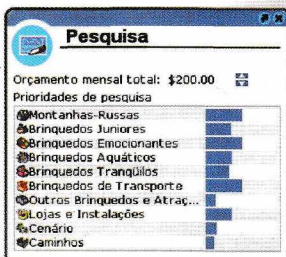 Pesquisa
Orçamento mensal total: $200.00
Prioridades de pesquisa
Montanhas-Russas
Brinquedos Juniores
Brinquedos Emocionantes
Brinquedos Aquáticos
Brinquedos Tranqüilos
Brinquedos de Transporte
Outros Brinquedos e Atraç...
Lojas e Instalações
Cenário
Caminhos